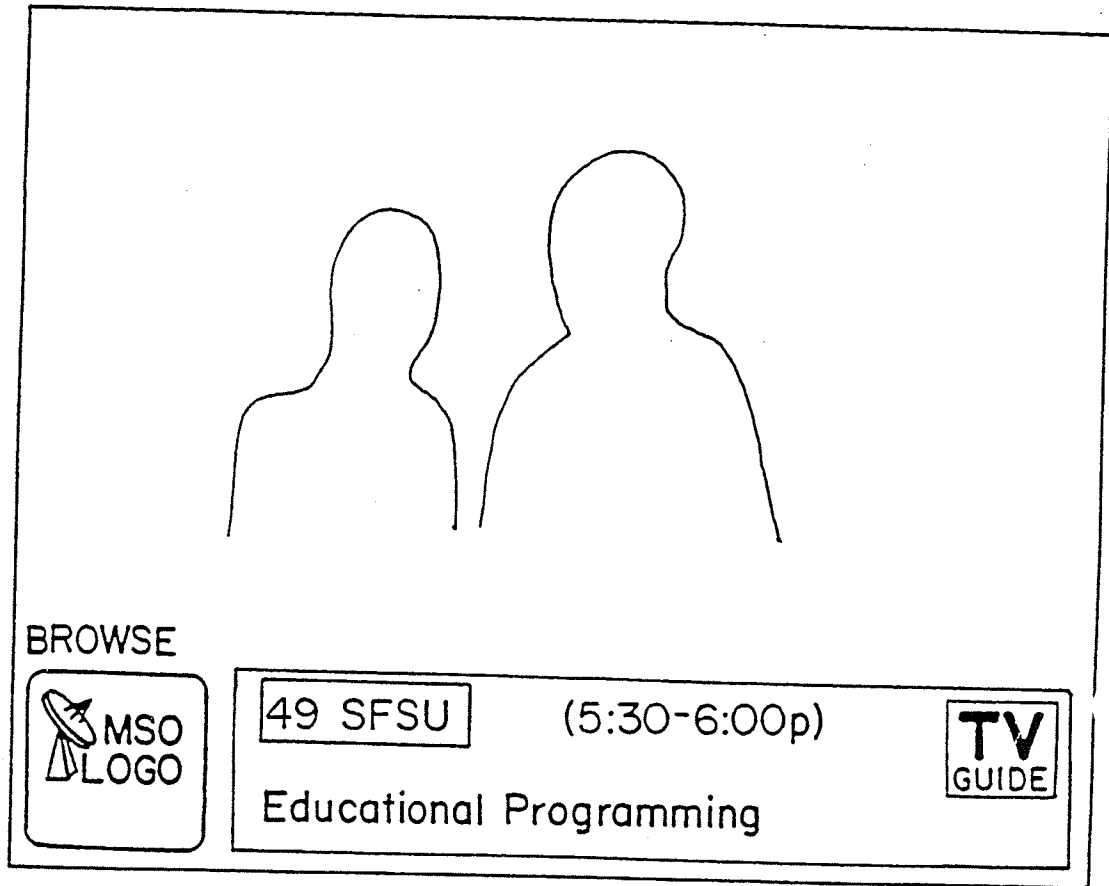 BROWSE
MSO
LOGO
49 SFSU (5:30-6:00p)
Educational Programming
TV
GUIDE